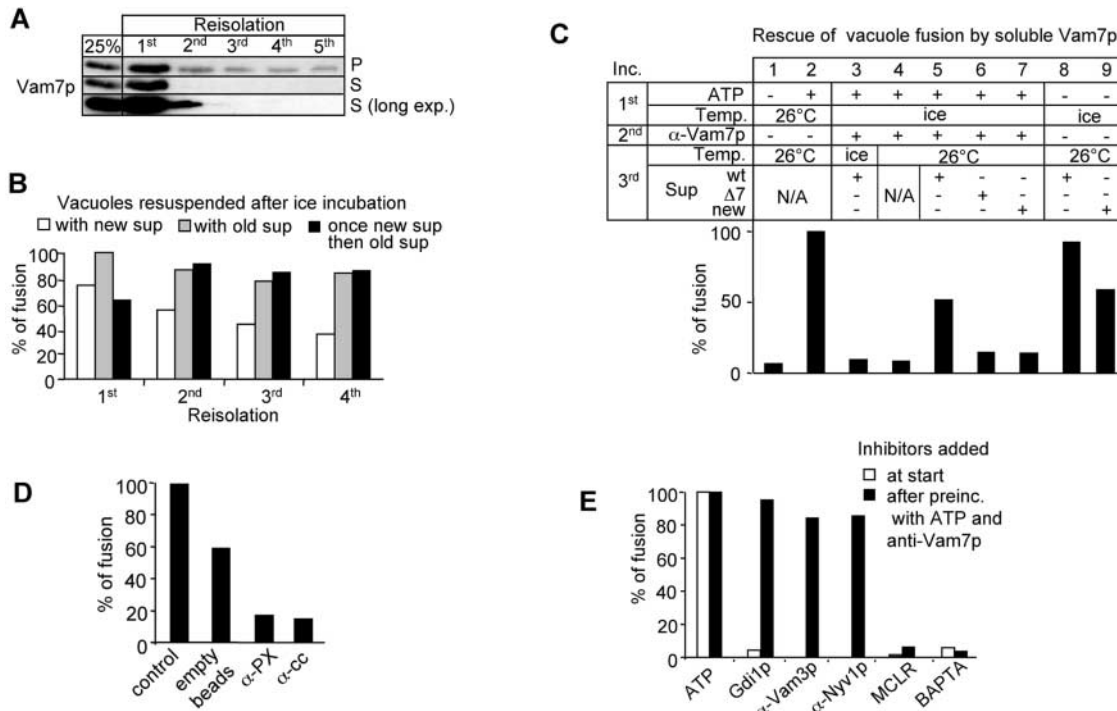 A
Reisolation
25% 1st 2nd 3rd 4th 5th
Vam7p
P
S
S (long exp.)
B
Vacuoles resuspended after ice incubation
with new sup with old sup once new sup then old sup
% of fusion
100
80
60
40
20
0
1st 2nd 3rd 4th
Reisolation
C
Rescue of vacuole fusion by soluble Vam7p
Inc. 1 2 3 4 5 6 7 8 9
1st ATP - + + + + + + - -
Temp. 26°C ice ice
2nd α-Vam7p - - + + + + + - -
3rd Temp. 26°C ice 26°C 26°C
Sup wt N/A + N/A + - - + -
Δ7 - - + - - -
new - - - + - +
% of fusion
100
50
0
D
% of fusion
100
80
60
40
20
0
control
empty beads
α-PX
α-cc
E
Inhibitors added
at start
after preinc.
with ATP and
anti-Vam7p
% of fusion
100
80
60
40
20
0
ATP
Gdi1p
α-Vam3p
α-Nyv1p
MCLR
BAPTA